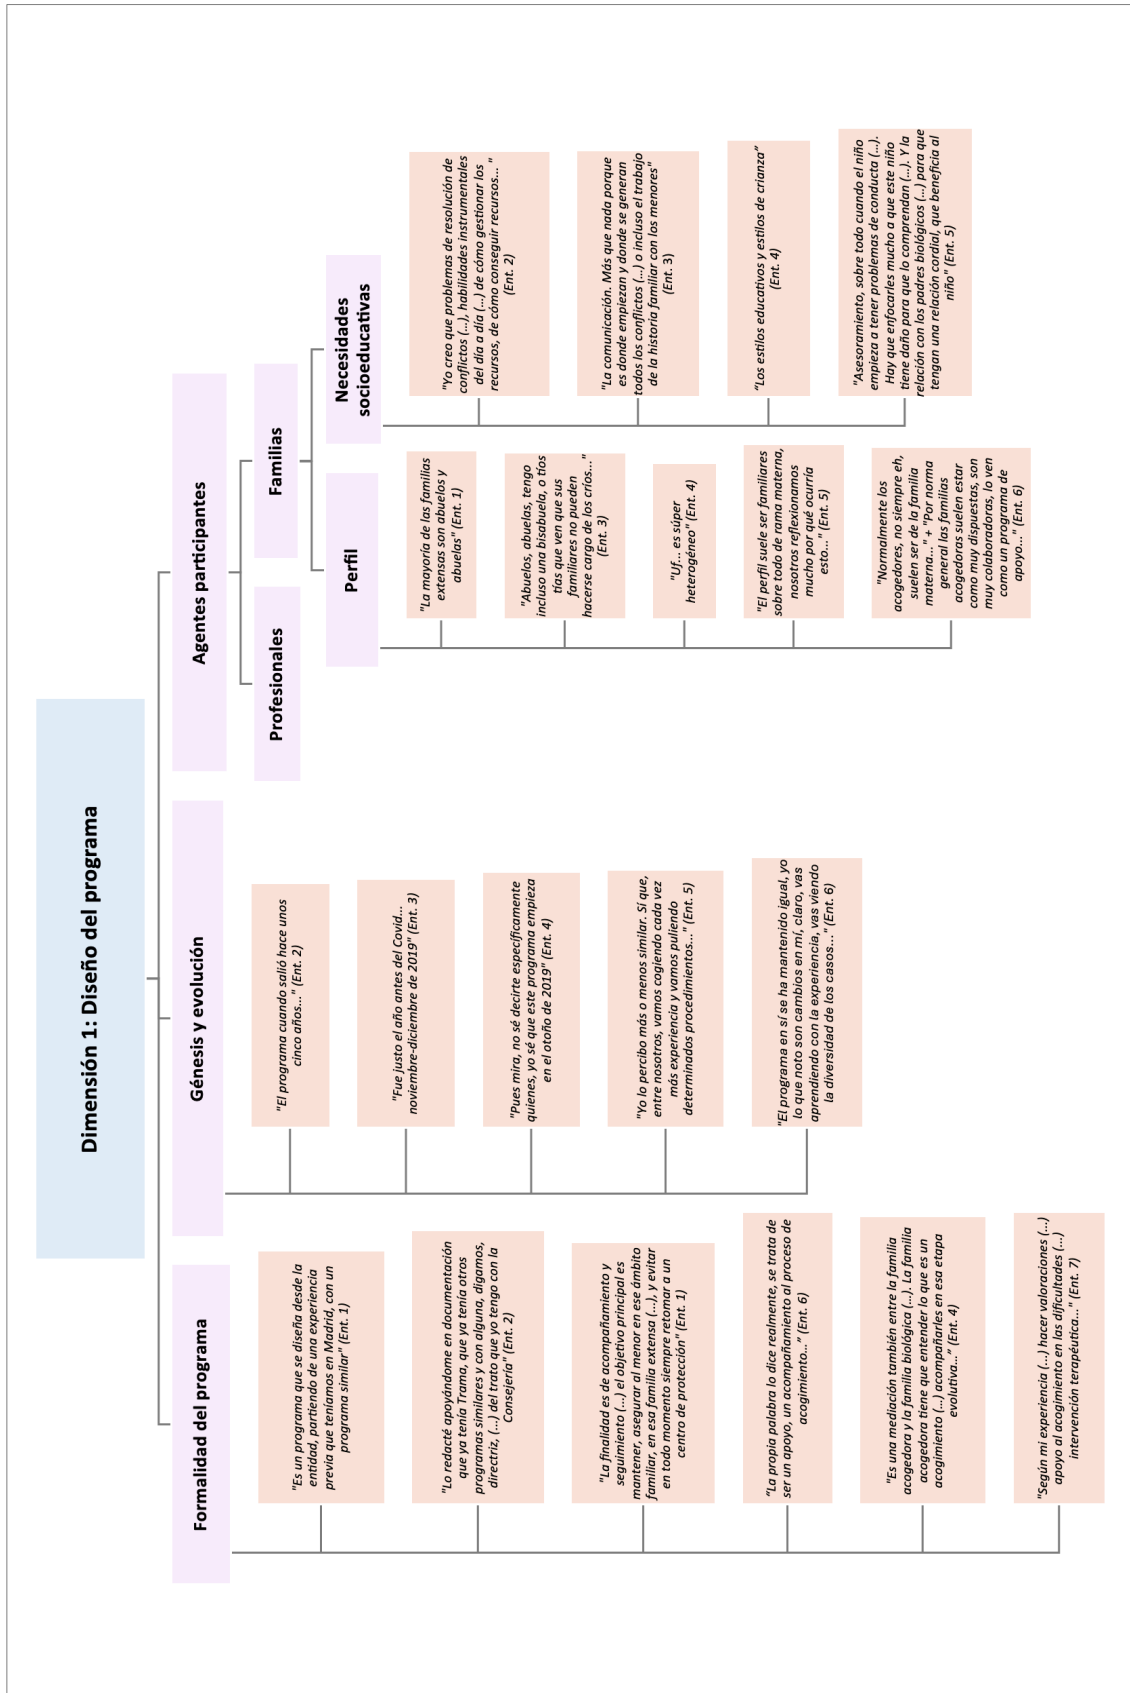 Dimensión 1: Diseño del programa
Formalidad del programa
"Es un programa que se diseña desde la
entidad, partiendo de una experiencia
previa que teníamos en Madrid, con un
programa similar" (Ent. 1)
"Lo redacté apoyándome en documentación
que ya tenía Trama, que ya tenía otros
programas similares y con alguna, digamos,
directriz, (...) del trato que yo tengo con la
Consejería" (Ent. 2)
"La finalidad es de acompañamiento y
seguimiento (...) el objetivo principal es
mantener, asegurar al menor en ese ámbito
familiar, en esa familia extensa (...), y evitar
en todo momento siempre retomar a un
centro de protección" (Ent. 1)
"La propia palabra lo dice realmente, se trata de
ser un apoyo, un acompañamiento al proceso de
acogimiento..." (Ent. 6)
"Es una mediación también entre la familia
acogedora y la familia biológica (...). La familia
acogedora tiene que entender lo que es un
acogimiento (...) acompañarles en esa etapa
evolutiva..." (Ent. 4)
"Según mi experiencia (...) hacer valoraciones (...)
apoyo al acogimiento en las dificultades (...)
intervención terapéutica..." (Ent. 7)
Génesis y evolución
"El programa cuando salió hace unos
cinco años..." (Ent. 2)
"Fue justo el año antes del Covid...
noviembre-diciembre de 2019" (Ent. 3)
"Pues mira, no sé decirte específicamente
quienes, yo sé que este programa empieza
en el otoño de 2019" (Ent. 4)
"Yo lo percibo más o menos similar. Sí que,
entre nosotros, vamos cogiendo cada vez
más experiencia y vamos puliendo
determinados procedimientos..." (Ent. 5)
"El programa en sí se ha mantenido igual, yo
lo que noto son cambios en mí, claro, vas
aprendiendo con la experiencia, vas viendo
la diversidad de los casos..." (Ent. 6)
Agentes participantes
Profesionales
Familias
Perfil
"La mayoría de las familias
extensas son abuelos y
abuelas" (Ent. 1)
"Abuelos, abuelas, tengo
incluso una bisabuela, o tíos
tías que ven que sus
familiares no pueden
hacerse cargo de los críos..."
(Ent. 3)
"Uf... es súper
heterogéneo" (Ent. 4)
"El perfil suele ser familiares
sobre todo de rama materna,
nosotros reflexionamos
mucho por qué ocurría
esto..." (Ent. 5)
"Normalmente los
acogedores, no siempre eh,
suelen ser de la familia
materna..." + "Por norma
general las familias
acogedoras suelen estar
como muy dispuestas, son
muy colaboradoras, lo ven
como un programa de
apoyo..." (Ent. 6)
Necesidades
socioeducativas
"Yo creo que problemas de resolución de
conflictos (...), habilidades instrumentales
del día a día (...) de cómo gestionar los
recursos, de cómo conseguir recursos... "
(Ent. 2)
"La comunicación. Más que nada porque
es donde empiezan y donde se generan
todos los conflictos (...) o incluso el trabajo
de la historia familiar con los menores"
(Ent. 3)
"Los estilos educativos y estilos de crianza"
(Ent. 4)
"Asesoramiento, sobre todo cuando el niño
empieza a tener problemas de conducta (...).
Hay que enfocarles mucho a que este niño
tiene daño para que lo comprendan (...). Y la
relación con los padres biológicos (...) para que
tengan una relación cordial, que beneficia al
niño" (Ent. 5)